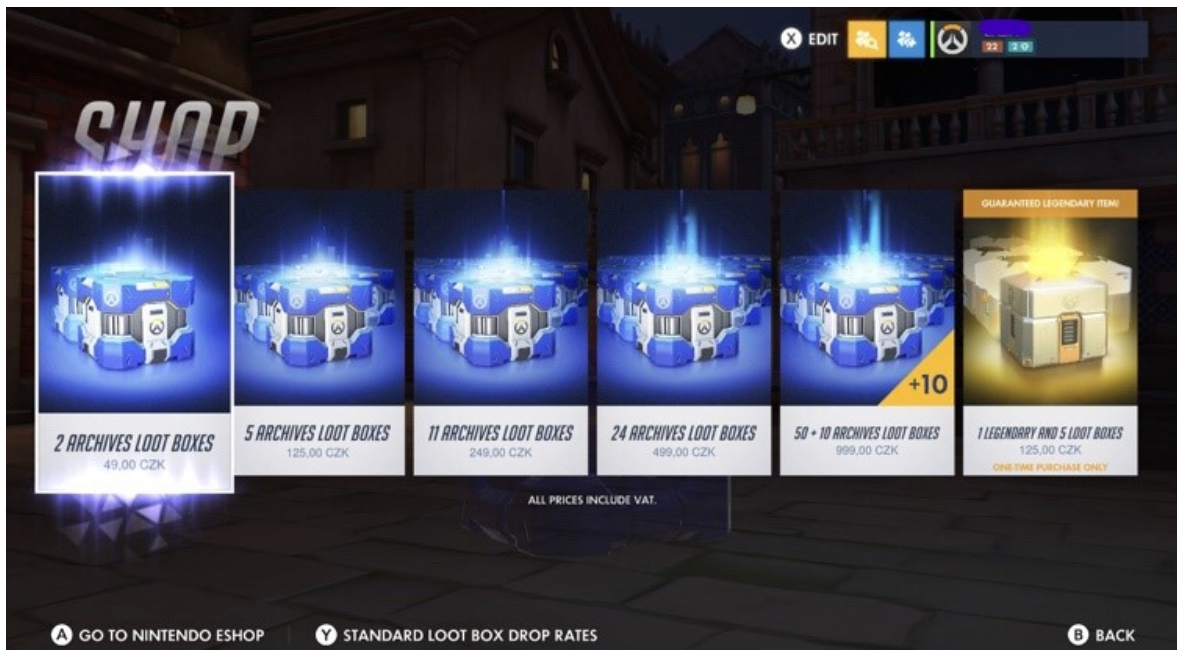 X EDIT
22 20
SHOP
GUARANTEED LEGENDARY ITEM!
+10
2 ARCHIVES LOOT BOXES
49,00 CZK
5 ARCHIVES LOOT BOXES
125,00 CZK
11 ARCHIVES LOOT BOXES
249,00 CZK
24 ARCHIVES LOOT BOXES
499,00 CZK
50 + 10 ARCHIVES LOOT BOXES
999,00 CZK
1 LEGENDARY AND 5 LOOT BOXES
125,00 CZK
ONE-TIME PURCHASE ONLY
ALL PRICES INCLUDE VAT.
A GO TO NINTENDO ESHOP
Y STANDARD LOOT BOX DROP RATES
B BACK